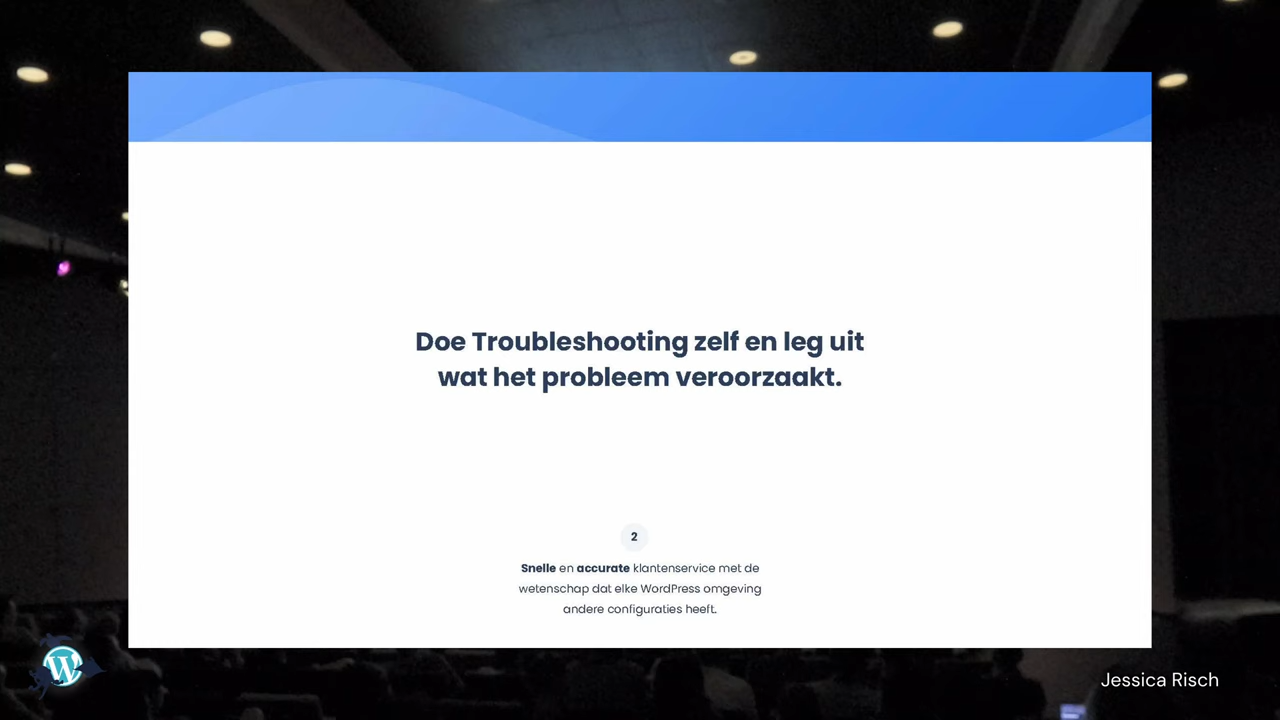 Doe Troubleshooting zelf en leg uit
wat het probleem veroorzaakt.
2
Snelle en accurate klantenservice met de
wetenschap dat elke WordPress omgeving
andere configuraties heeft.
W
Jessica Risch